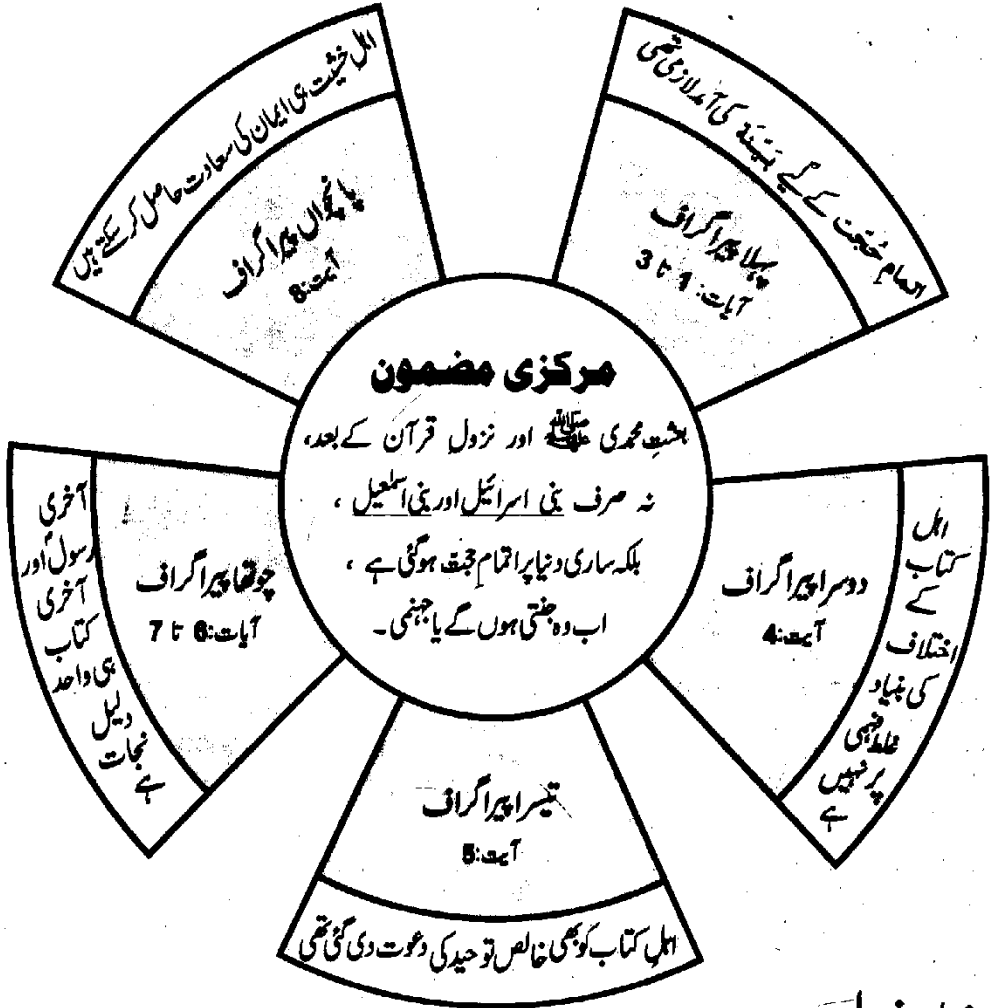 مرکزی مضمون
بعثتِ محمدی ﷺ اور نزولِ قرآن کے بعد،
نہ صرف بنی اسرائیل اور بنی اسمٰعیل ،
بلکہ ساری دنیا پر اتمامِ حجت ہوگئی ہے ،
اب وہ جنتی ہوں گے یا جہنمی۔
اتمامِ حُجّت کے لیے بَیِّنَة کی آمد لازمی تھی
پہلا پیراگراف
آیات: 1 تا 3
اہل
کتاب
کے
اختلاف
کی بنیاد
غلط فہمی
پر نہیں
ہے
دوسرا پیراگراف
آیت:4
تیسرا پیراگراف
آیت:5
اہلِ کتاب کو بھی خالص توحید کی دعوت دی گئی تھی
چوتھا پیراگراف
آیات:6 تا 7
آخری
رسولؐ اور
آخری
کتاب
ہی واحد
دلیل
نجات
ہے
اہلِ خشیت ہی ایمان کی سعادت حاصل کر سکتے ہیں
پانچواں پیراگراف
آیت:8